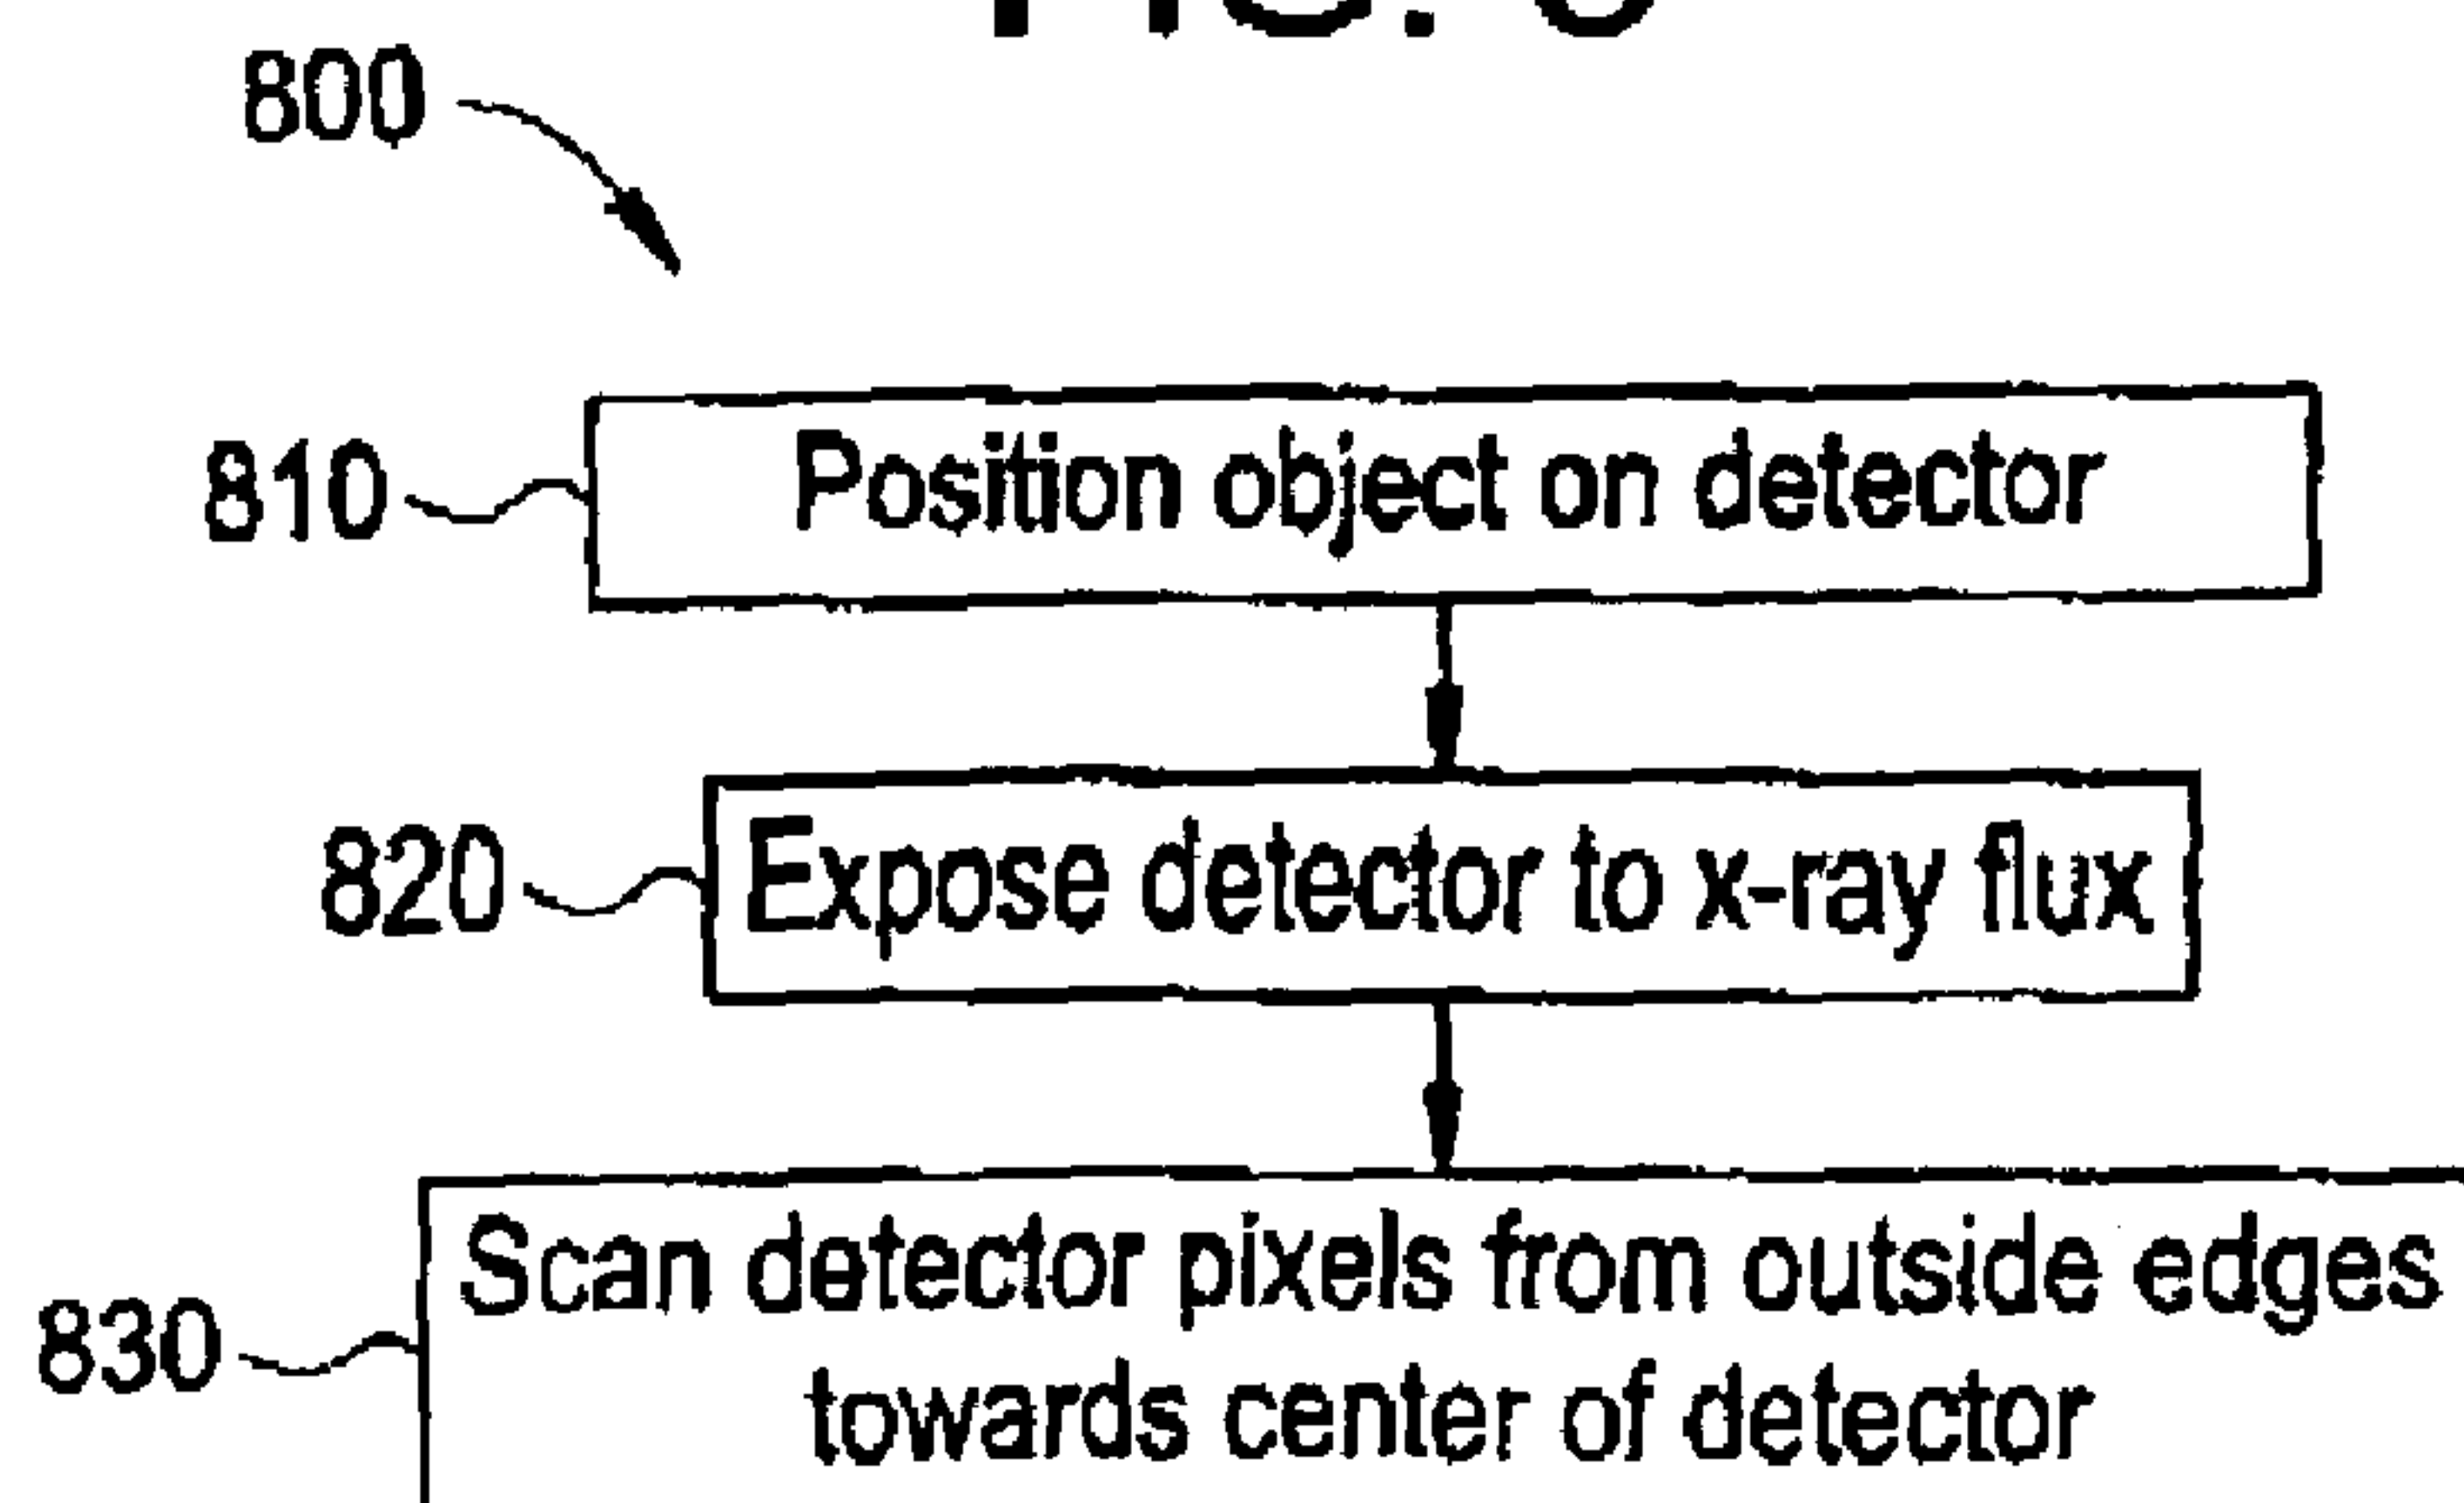 800
810
Position object on detector
820
Expose detector to x-ray flux
830
Scan detector pixels from outside edges
towards center of detector